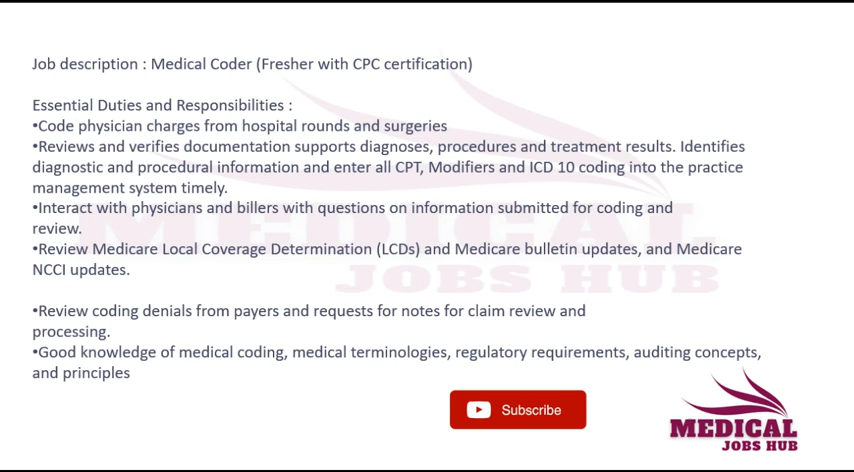 Job description : Medical Coder (Fresher with CPC certification)
Essential Duties and Responsibilities :
•Code physician charges from hospital rounds and surgeries
•Reviews and verifies documentation supports diagnoses, procedures and treatment results. Identifies
diagnostic and procedural information and enter all CPT, Modifiers and ICD 10 coding into the practice
management system timely.
•Interact with physicians and billers with questions on information submitted for coding and
review.
•Review Medicare Local Coverage Determination (LCDs) and Medicare bulletin updates, and Medicare
NCCI updates.
•Review coding denials from payers and requests for notes for claim review and
processing.
•Good knowledge of medical coding, medical terminologies, regulatory requirements, auditing concepts,
and principles
Subscribe
MEDICAL
JOBS HUB
MEDICAL
JOBS HUB